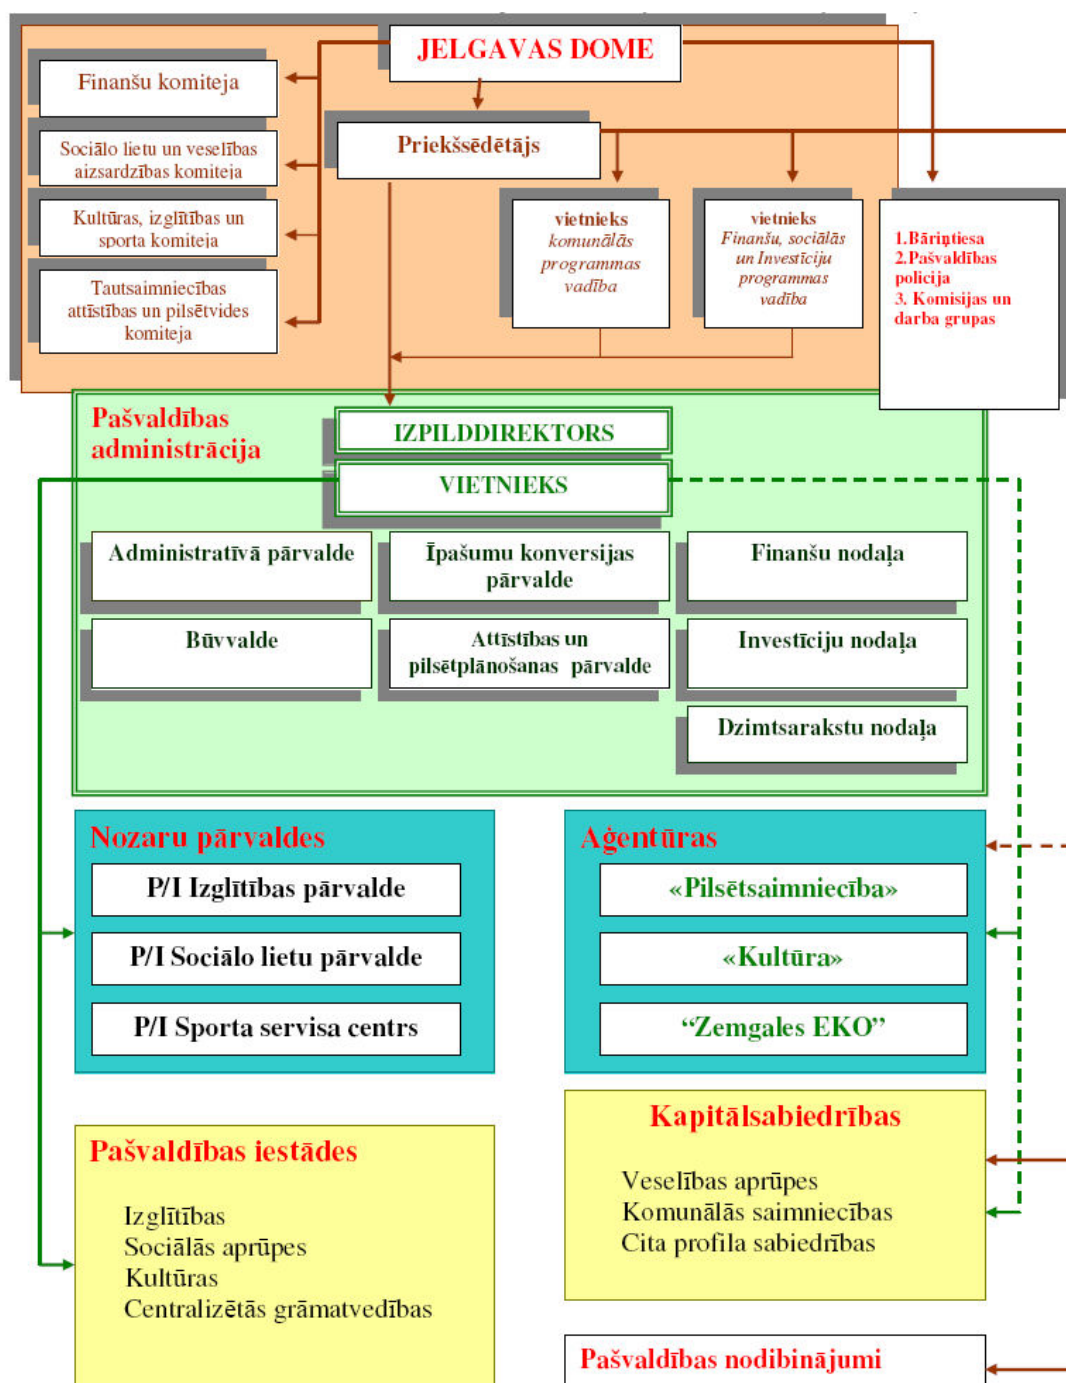 JELGAVAS DOME
Finanšu komiteja
Sociālo lietu un veselības
aizsardzības komiteja
Kultūras, izglītības un
sporta komiteja
Tautsaimniecības
attīstības un pilsētvides
komiteja
Priekšsēdētājs
vietnieks
komunālās
programmas
vadība
vietnieks
Finanšu, sociālās
un Investīciju
programmas
vadība
1.Bāriņtiesa
2.Pašvaldības
policija
3. Komisijas un
darba grupas
Pašvaldības
administrācija
IZPILDDIREKTORS
VIETNIEKS
Administratīvā pārvalde
Īpašumu konversijas
pārvalde
Finanšu nodaļa
Būvvalde
Attīstības un
pilsētplānošanas pārvalde
Investīciju nodaļa
Dzimtsarakstu nodaļa
Nozaru pārvaldes
P/I Izglītības pārvalde
P/I Sociālo lietu pārvalde
P/I Sporta servisa centrs
Aģentūras
«Pilsētsaimniecība»
«Kultūra»
“Zemgales EKO”
Pašvaldības iestādes
Izglītības
Sociālās aprūpes
Kultūras
Centralizētās grāmatvedības
Kapitālsabiedrības
Veselības aprūpes
Komunālās saimniecības
Cita profila sabiedrības
Pašvaldības nodibinājumi